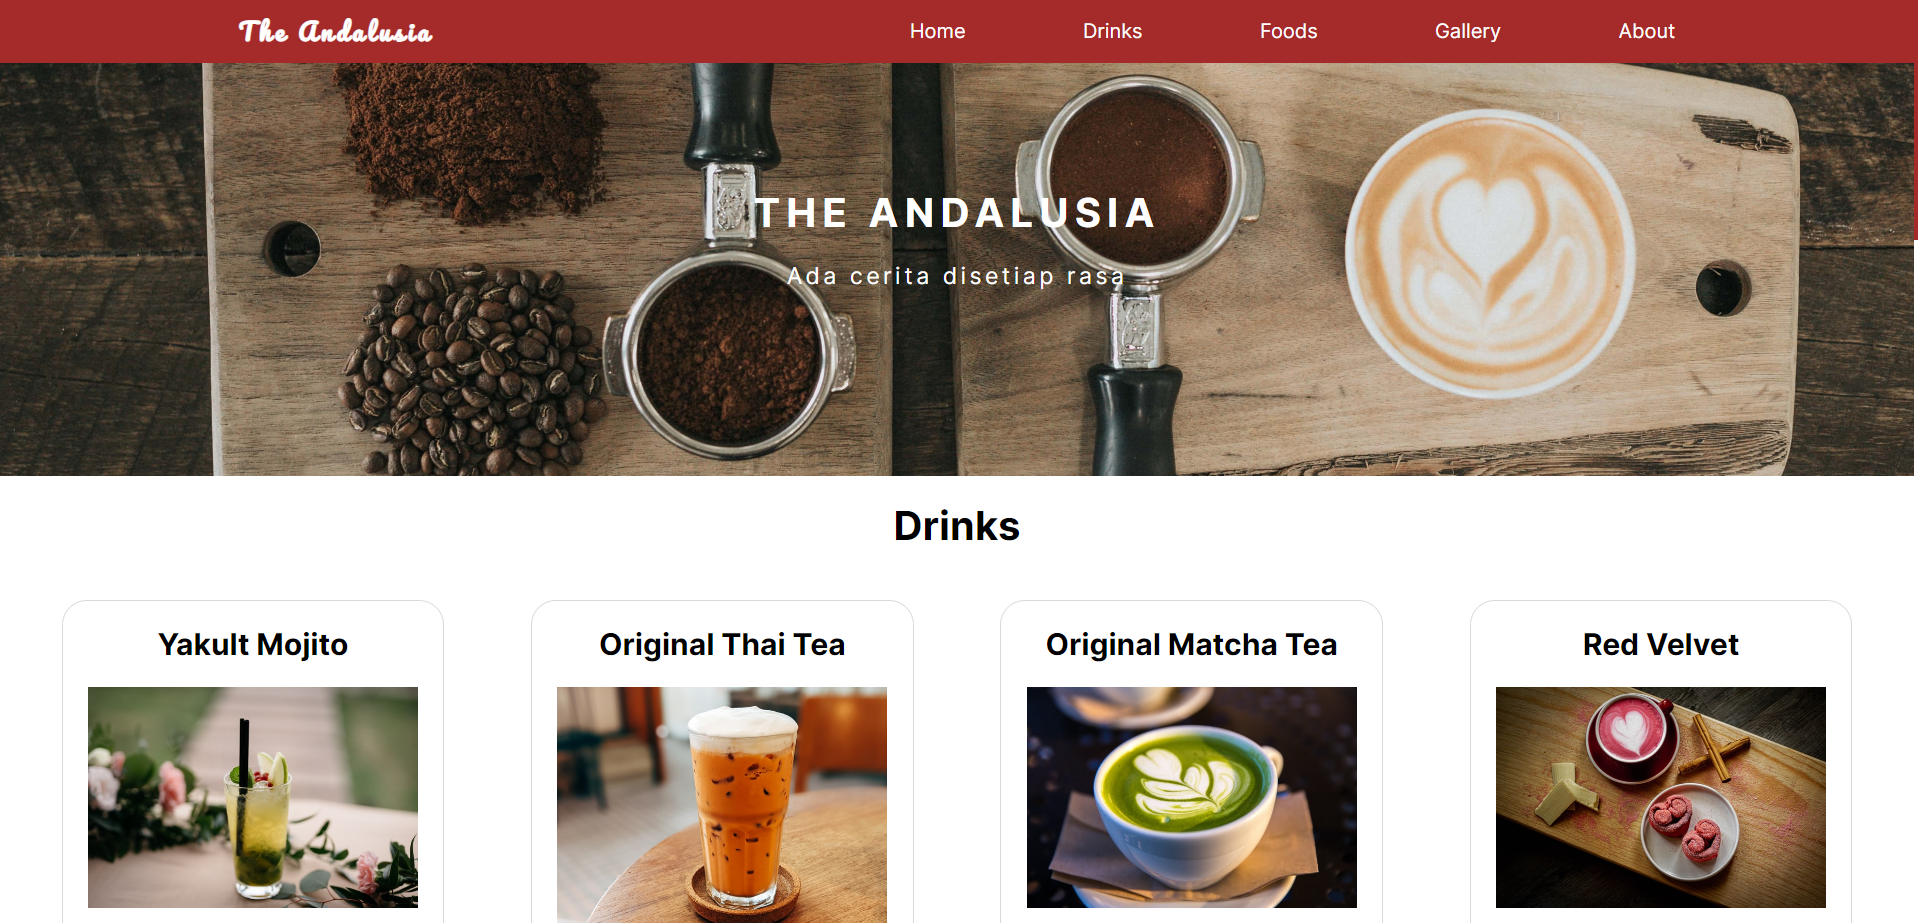 The Andalusia
Home Drinks Foods Gallery About
THE ANDALUSIA
Ada cerita disetiap rasa
Drinks
Yakult Mojito
Original Thai Tea
Original Matcha Tea
Red Velvet